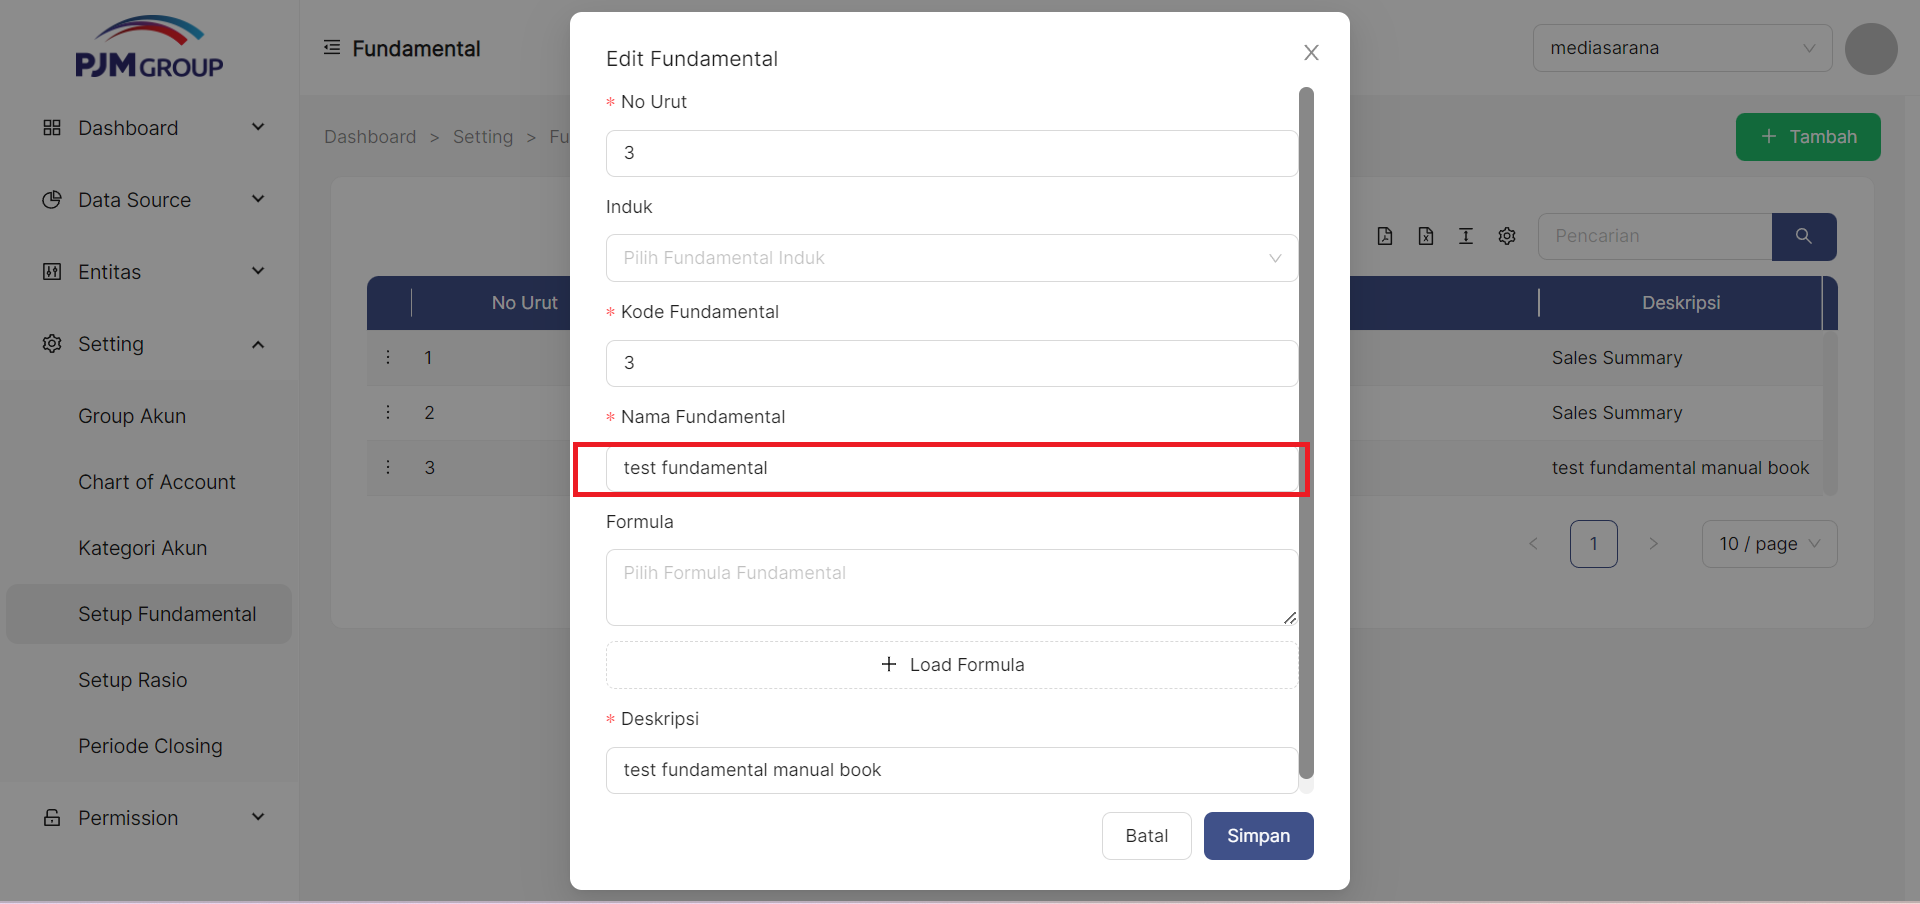 PJM GROUP
Dashboard
Data Source
Entitas
Setting
Group Akun
Chart of Account
Kategori Akun
Setup Fundamental
Setup Rasio
Periode Closing
Permission
Fundamental
mediasarana
Dashboard > Setting > Fu
+ Tambah
Pencarian
No Urut
Deskripsi
1
Sales Summary
2
Sales Summary
3
test fundamental manual book
< 1 >
10 / page
Edit Fundamental
* No Urut
3
Induk
Pilih Fundamental Induk
* Kode Fundamental
3
* Nama Fundamental
test fundamental
Formula
Pilih Formula Fundamental
+ Load Formula
* Deskripsi
test fundamental manual book
Batal
Simpan